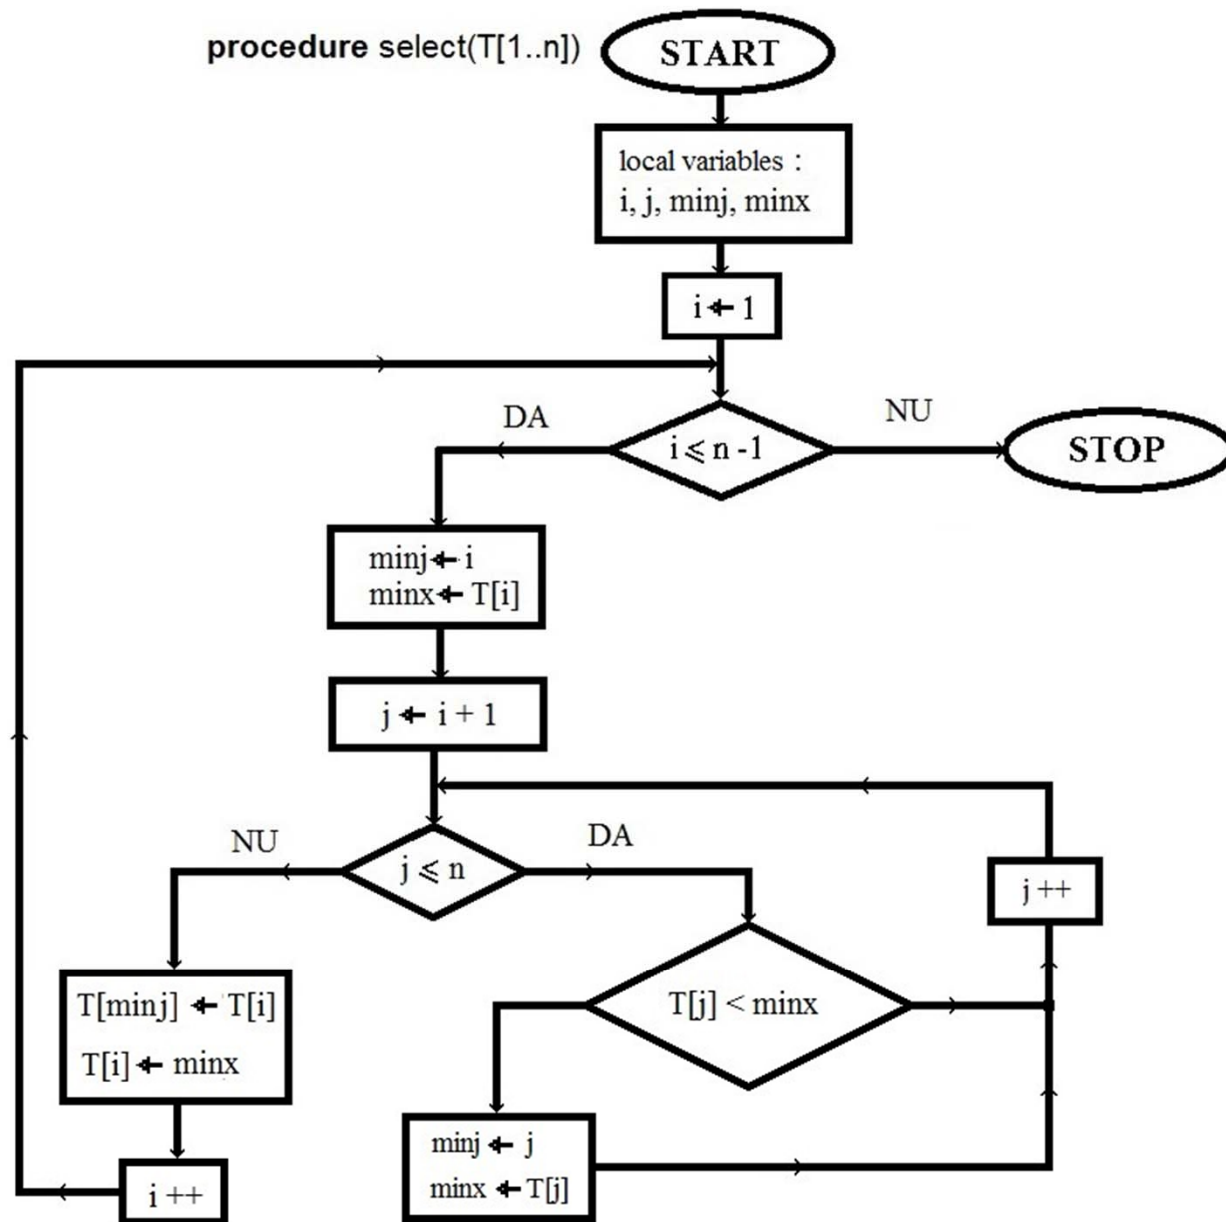 procedure select(T[1..n])
START
local variables :
i, j, minj, minx
i ← 1
DA
NU
i ⩽ n -1
STOP
minj ← i
minx ← T[i]
j ← i + 1
NU
DA
j ⩽ n
j ++
T[minj] ← T[i]
T[i] ← minx
T[j] < minx
minj ← j
minx ← T[j]
i ++